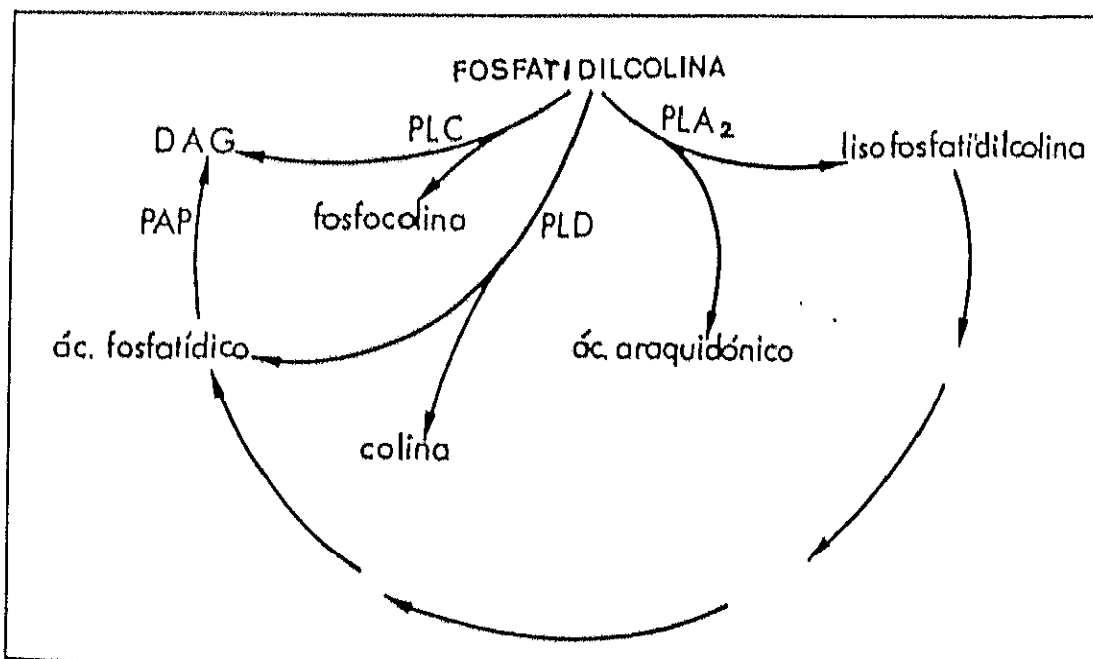 FOSFATIDILCOLINA
DAG
PLC
PLA₂
lisofosfatidilcolina
PAP
fosfocolina
PLD
ác. fosfatídico
ác. araquidónico
colina